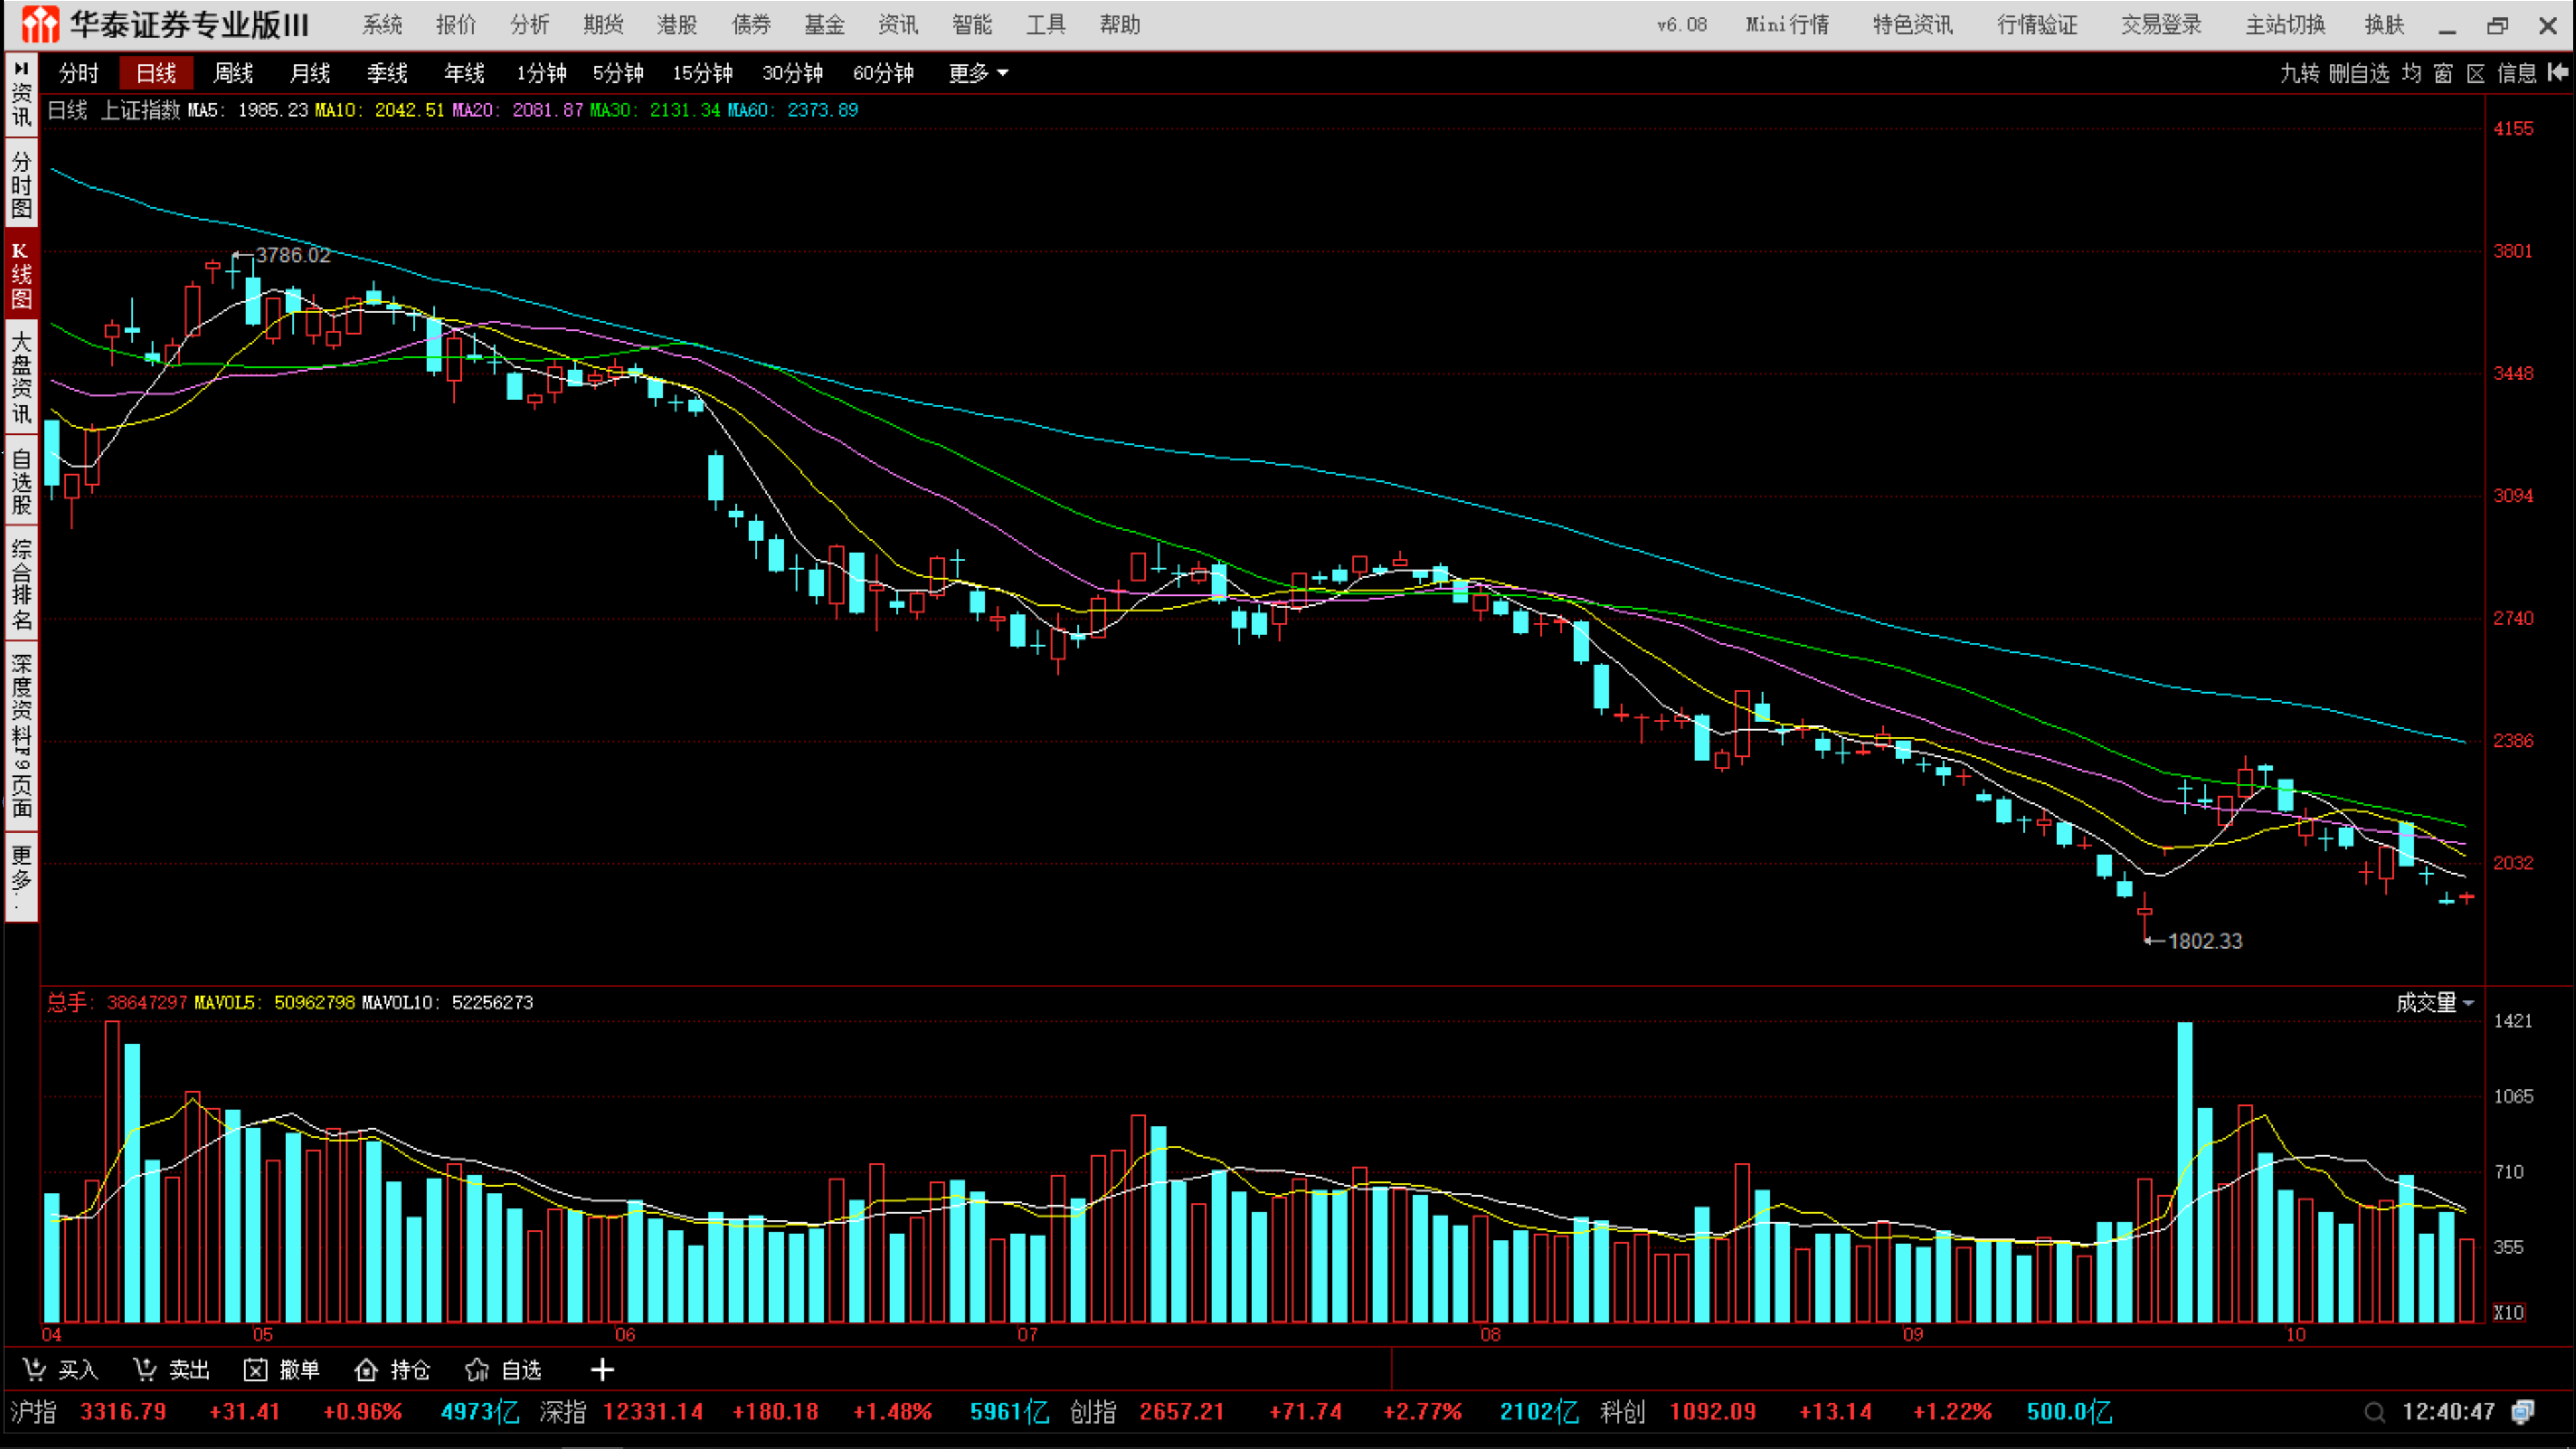 华泰证券专业版III 系统 报价 分析 期货 港股 债券 基金 资讯 智能 工具 帮助 v6.08 Mini行情 特色资讯 行情验证 交易登录 主站切换 换肤
分时 日线 周线 月线 季线 年线 1分钟 5分钟 15分钟 30分钟 60分钟 更多 九转 删自选 均 窗 区 信息
日线 上证指数 MA5: 1985.23 MA10: 2042.51 MA20: 2081.87 MA30: 2131.34 MA60: 2373.89
资讯
分时图
K线图
大盘资讯
自选股
综合排名
深度资料F9页面
更多..
4155
3801
3448
3094
2740
2386
2032
3786.02
1802.33
总手: 38647297 MAVOL5: 50962798 MAVOL10: 52256273 成交量
1421
1065
710
355
X10
04 05 06 07 08 09 10
买入 卖出 撤单 持仓 自选 +
沪指 3316.79 +31.41 +0.96% 4973亿 深指 12331.14 +180.18 +1.48% 5961亿 创指 2657.21 +71.74 +2.77% 2102亿 科创 1092.09 +13.14 +1.22% 500.0亿 12:40:47